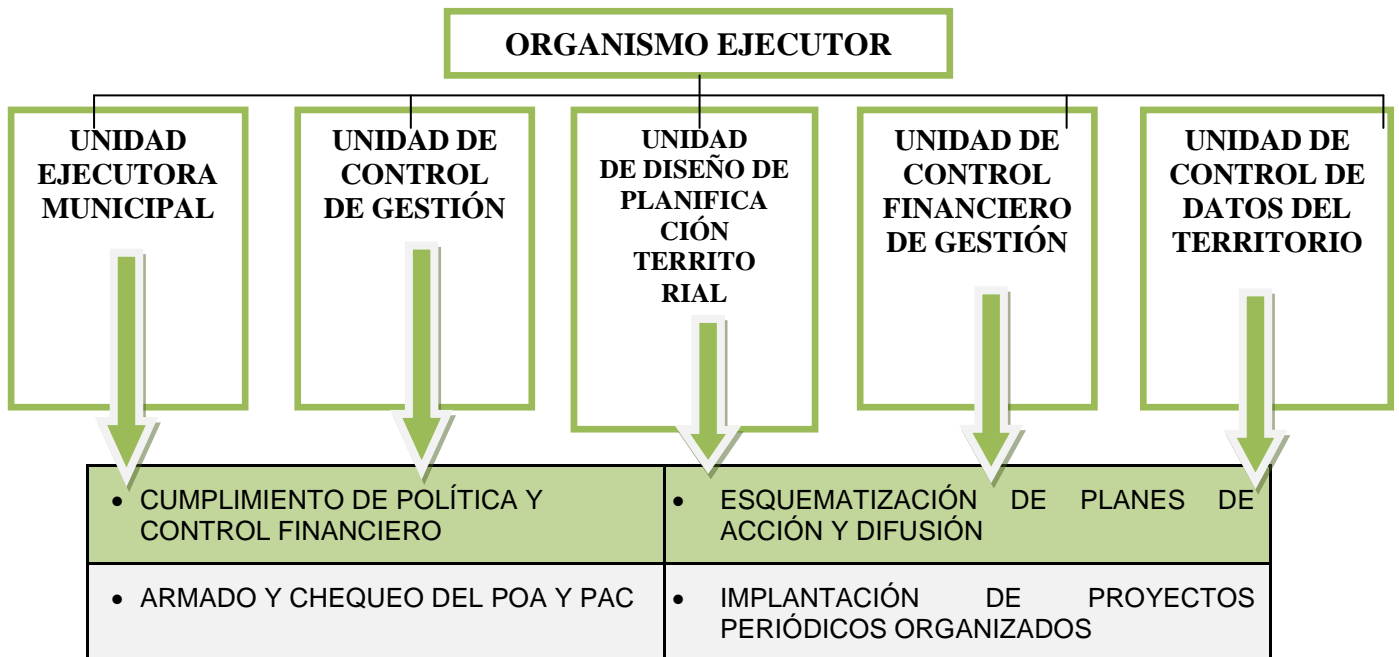 ORGANISMO EJECUTOR
UNIDAD
EJECUTORA
MUNICIPAL
UNIDAD DE
CONTROL
DE GESTIÓN
UNIDAD
DE DISEÑO DE
PLANIFICA
CIÓN
TERRITO
RIAL
UNIDAD DE
CONTROL
FINANCIERO
DE GESTIÓN
UNIDAD DE
CONTROL DE
DATOS DEL
TERRITORIO
• CUMPLIMIENTO DE POLÍTICA Y
CONTROL FINANCIERO
• ESQUEMATIZACIÓN DE PLANES DE
ACCIÓN Y DIFUSIÓN
• ARMADO Y CHEQUEO DEL POA Y PAC
• IMPLANTACIÓN DE PROYECTOS
PERIÓDICOS ORGANIZADOS